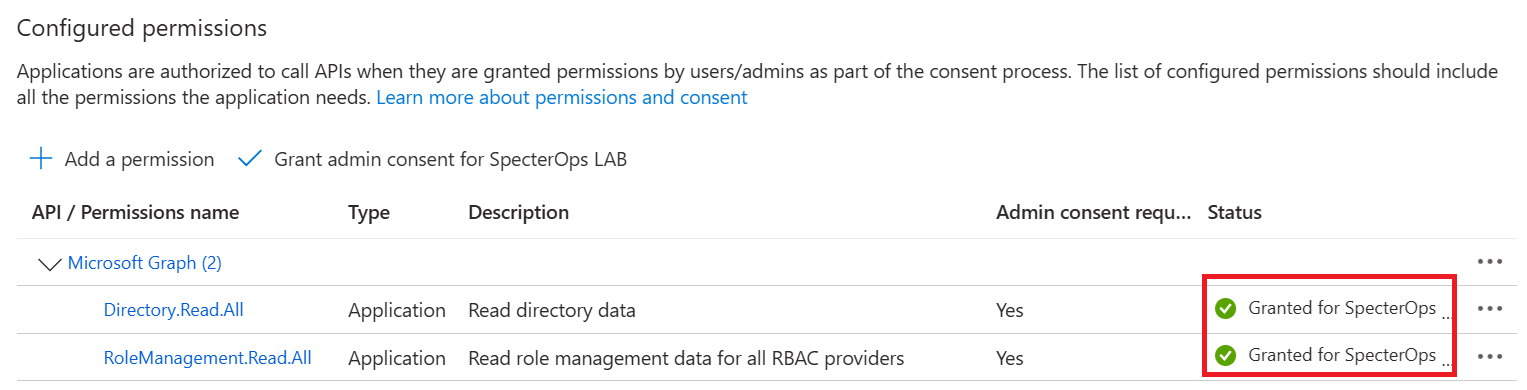 Configured permissions
Applications are authorized to call APIs when they are granted permissions by users/admins as part of the consent process. The list of configured permissions should include
all the permissions the application needs. Learn more about permissions and consent
Add a permission Grant admin consent for SpecterOps LAB
API / Permissions name Type Description Admin consent requ... Status
Microsoft Graph (2)
Directory.Read.All Application Read directory data Yes Granted for SpecterOps ...
RoleManagement.Read.All Application Read role management data for all RBAC providers Yes Granted for SpecterOps ...